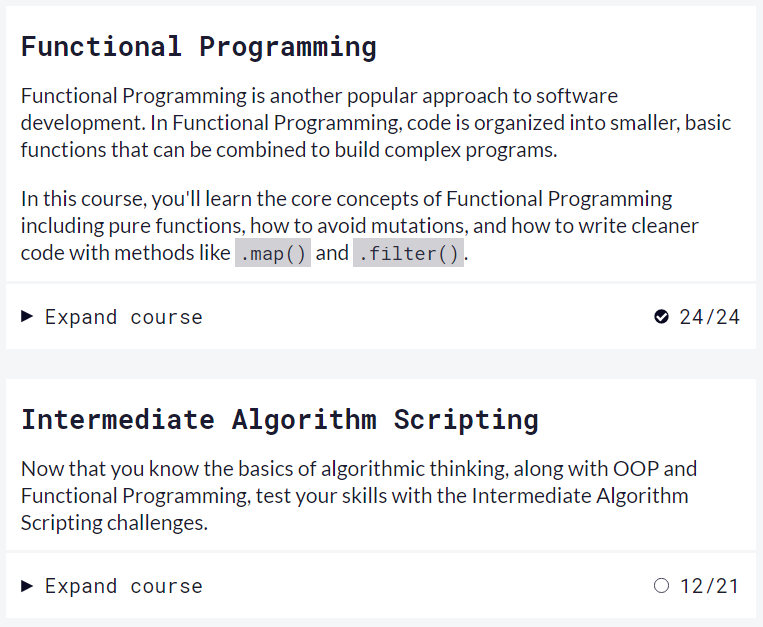 Functional Programming
Functional Programming is another popular approach to software
development. In Functional Programming, code is organized into smaller, basic
functions that can be combined to build complex programs.
In this course, you'll learn the core concepts of Functional Programming
including pure functions, how to avoid mutations, and how to write cleaner
code with methods like .map() and .filter().
Expand course 24/24
Intermediate Algorithm Scripting
Now that you know the basics of algorithmic thinking, along with OOP and
Functional Programming, test your skills with the Intermediate Algorithm
Scripting challenges.
Expand course 12/21